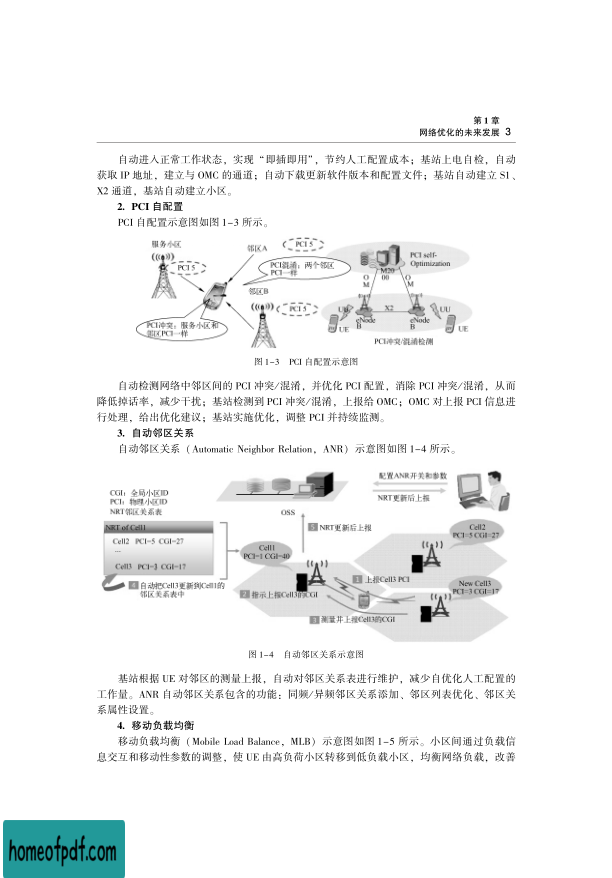 第 1 章
网络优化的未来发展 3
自动进入正常工作状态，实现“即插即用”，节约人工配置成本；基站上电自检，自动
获取 IP 地址，建立与 OMC 的通道；自动下载更新软件版本和配置文件；基站自动建立 S1、
X2 通道，基站自动建立小区。
2. PCI 自配置
PCI 自配置示意图如图 1-3 所示。
服务小区
邻区A
PCI 5
PCI 5
PCI混淆：两个邻区
PCI一样
邻区B
PCI 5
PCI冲突：服务小区和
邻区PCI一样
PCI self-
Optimization
M20
00
O
M
O
M
X2
UU
UU
eNode
B
eNode
B
UE
UE
PCI冲突/混淆检测
图 1-3 PCI 自配置示意图
自动检测网络中邻区间的 PCI 冲突/混淆，并优化 PCI 配置，消除 PCI 冲突/混淆，从而
降低掉话率，减少干扰；基站检测到 PCI 冲突/混淆，上报给 OMC；OMC 对上报 PCI 信息进
行处理，给出优化建议；基站实施优化，调整 PCI 并持续监测。
3. 自动邻区关系
自动邻区关系（Automatic Neighbor Relation，ANR）示意图如图 1-4 所示。
CGI：全局小区ID
PCI：物理小区ID
NRT邻区关系表
NRT of Cell1
Cell2 PCI=5 CGI=27
...
Cell3 PCI=3 CGI=17
4 自动把Cell3更新到Cell1的
邻区关系表中
OSS
配置ANR开关和参数
NRT更新后上报
5 NRT更新后上报
Cell1
PCI=1 CGI=40
Cell2
PCI=5 CGI=27
1 上报Cell3 PCI
New Cell3
PCI=3 CGI=17
2 指示上报Cell3的CGI
3 测量并上报Cell3的CGI
图 1-4 自动邻区关系示意图
基站根据 UE 对邻区的测量上报，自动对邻区关系表进行维护，减少自优化人工配置的
工作量。ANR 自动邻区关系包含的功能：同频/异频邻区关系添加、邻区列表优化、邻区关
系属性设置。
4. 移动负载均衡
移动负载均衡（Mobile Load Balance，MLB）示意图如图 1-5 所示。小区间通过负载信
息交互和移动性参数的调整，使 UE 由高负荷小区转移到低负载小区，均衡网络负载，改善
homeofpdf.com